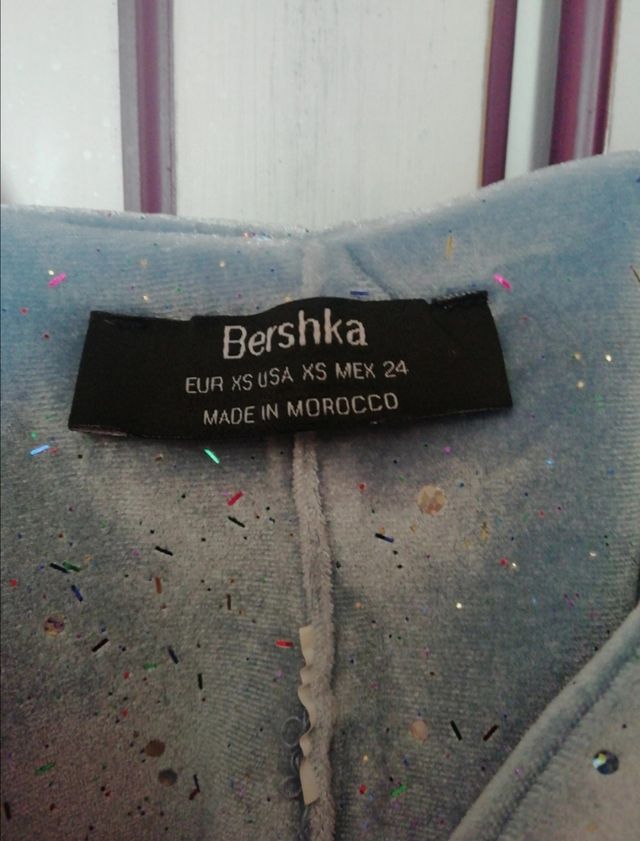 Bershka
EUR XS USA XS MEX 24
MADE IN MOROCCO